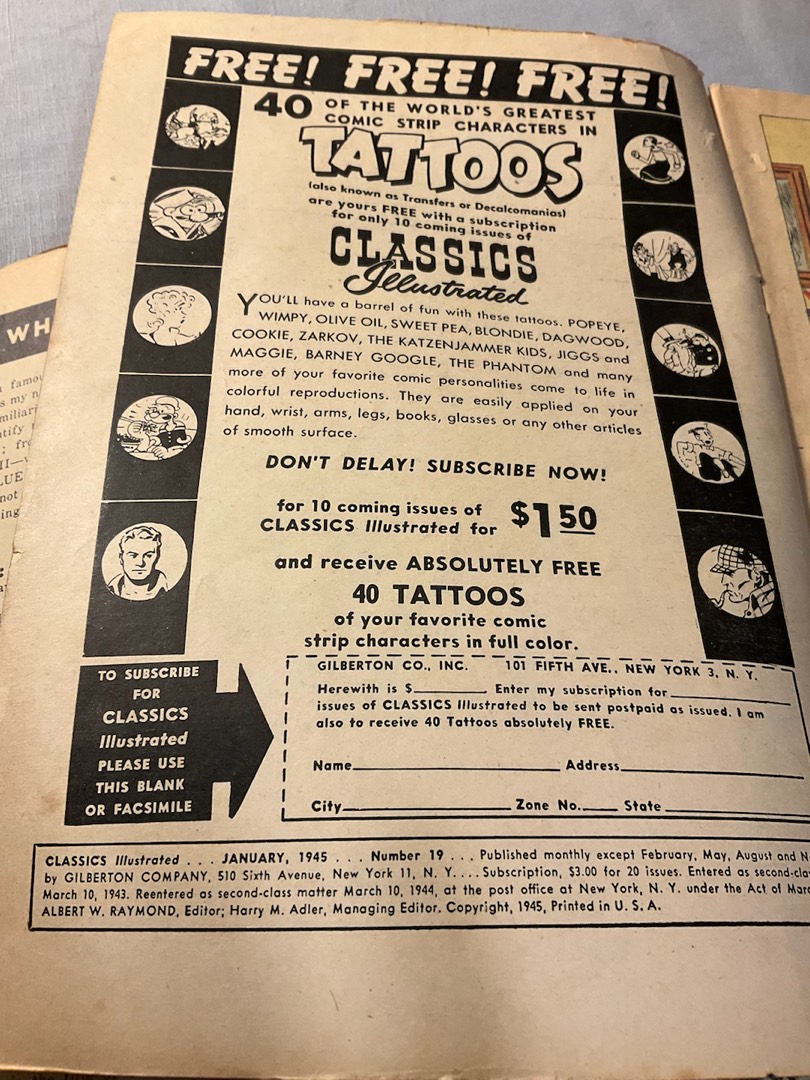 FREE! FREE! FREE!
40 OF THE WORLD'S GREATEST
COMIC STRIP CHARACTERS IN
TATTOOS
(also known as Transfers or Decalcomanias)
are yours FREE with a subscription
for only 10 coming issues of
CLASSICS
Illustrated
YOU'LL have a barrel of fun with these tattoos. POPEYE,
WIMPY, OLIVE OIL, SWEET PEA, BLONDIE, DAGWOOD,
COOKIE, ZARKOV, THE KATZENJAMMER KIDS, JIGGS and
MAGGIE, BARNEY GOOGLE, THE PHANTOM and many
more of your favorite comic personalities come to life in
colorful reproductions. They are easily applied on your
hand, wrist, arms, legs, books, glasses or any other articles
of smooth surface.
DON'T DELAY! SUBSCRIBE NOW!
for 10 coming issues of
CLASSICS Illustrated for $1 50
and receive ABSOLUTELY FREE
40 TATTOOS
of your favorite comic
strip characters in full color.
TO SUBSCRIBE
FOR
CLASSICS
Illustrated
PLEASE USE
THIS BLANK
OR FACSIMILE
GILBERTON CO., INC. 101 FIFTH AVE., NEW YORK 3, N. Y.
Herewith is $ Enter my subscription for
issues of CLASSICS Illustrated to be sent postpaid as issued. I am
also to receive 40 Tattoos absolutely FREE.
Name Address
City Zone No. State
CLASSICS Illustrated . . . JANUARY, 1945 . . . Number 19 . . . Published monthly except February, May, August and N
by GILBERTON COMPANY, 510 Sixth Avenue, New York 11, N. Y. . . . Subscription, $3.00 for 20 issues. Entered as second-cla
March 10, 1943. Reentered as second-class matter March 10, 1944, at the post office at New York, N. Y. under the Act of Marc
ALBERT W. RAYMOND, Editor; Harry M. Adler, Managing Editor. Copyright, 1945, Printed in U. S. A.
WH